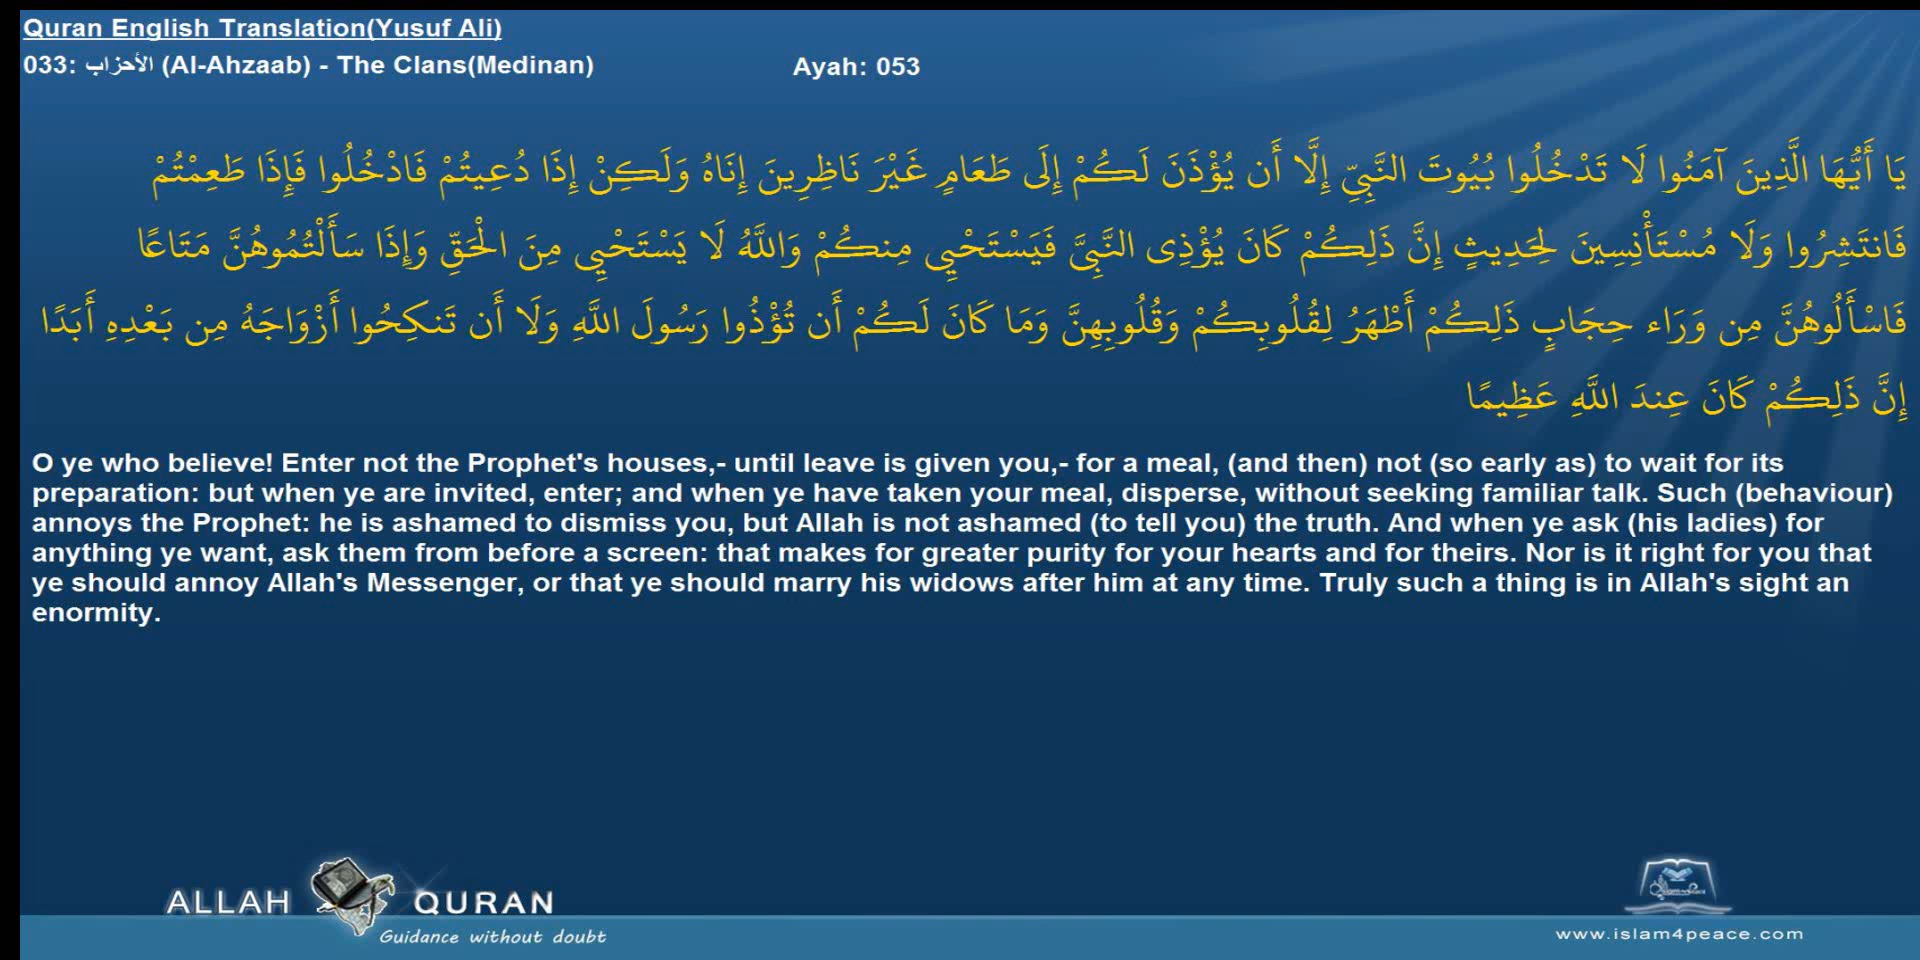 Quran English Translation(Yusuf Ali)
033: الأحزاب (Al-Ahzaab) - The Clans(Medinan) Ayah: 053
يَا أَيُّهَا الَّذِينَ آمَنُوا لَا تَدْخُلُوا بُيُوتَ النَّبِيِّ إِلَّا أَن يُؤْذَنَ لَكُمْ إِلَى طَعَامٍ غَيْرَ نَاظِرِينَ إِنَاهُ وَلَكِنْ إِذَا دُعِيتُمْ فَادْخُلُوا فَإِذَا طَعِمْتُمْ
فَانتَشِرُوا وَلَا مُسْتَأْنِسِينَ لِحَدِيثٍ إِنَّ ذَلِكُمْ كَانَ يُؤْذِى النَّبِىَّ فَيَسْتَحْيِى مِنكُمْ وَاللَّهُ لَا يَسْتَحْيِى مِنَ الْحَقِّ وَإِذَا سَأَلْتُمُوهُنَّ مَتَاعًا
فَاسْأَلُوهُنَّ مِن وَرَاء حِجَابٍ ذَلِكُمْ أَطْهَرُ لِقُلُوبِكُمْ وَقُلُوبِهِنَّ وَمَا كَانَ لَكُمْ أَن تُؤْذُوا رَسُولَ اللَّهِ وَلَا أَن تَنكِحُوا أَزْوَاجَهُ مِن بَعْدِهِ أَبَدًا
إِنَّ ذَلِكُمْ كَانَ عِندَ اللَّهِ عَظِيمًا
O ye who believe! Enter not the Prophet's houses,- until leave is given you,- for a meal, (and then) not (so early as) to wait for its
preparation: but when ye are invited, enter; and when ye have taken your meal, disperse, without seeking familiar talk. Such (behaviour)
annoys the Prophet: he is ashamed to dismiss you, but Allah is not ashamed (to tell you) the truth. And when ye ask (his ladies) for
anything ye want, ask them from before a screen: that makes for greater purity for your hearts and for theirs. Nor is it right for you that
ye should annoy Allah's Messenger, or that ye should marry his widows after him at any time. Truly such a thing is in Allah's sight an
enormity.
ALLAH QURAN
Guidance without doubt
www.islam4peace.com